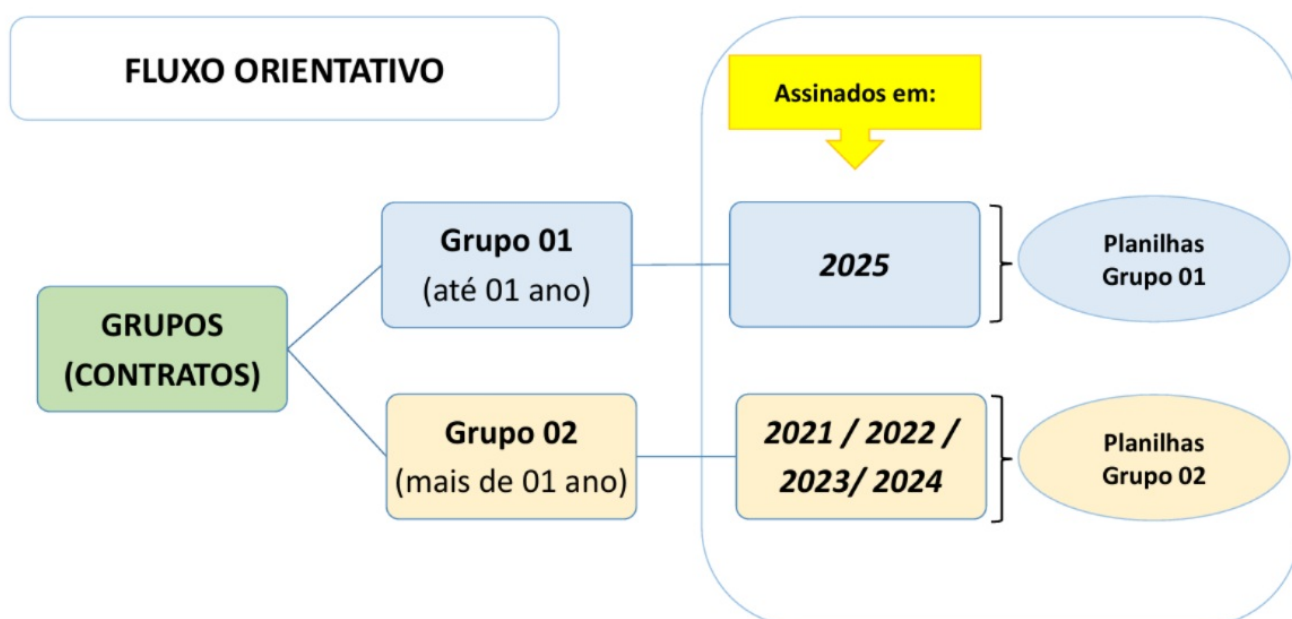 FLUXO ORIENTATIVO
Assinados em:
Grupo 01
(até 01 ano)
2025
Planilhas
Grupo 01
GRUPOS
(CONTRATOS)
Grupo 02
(mais de 01 ano)
2021 / 2022 /
2023/ 2024
Planilhas
Grupo 02